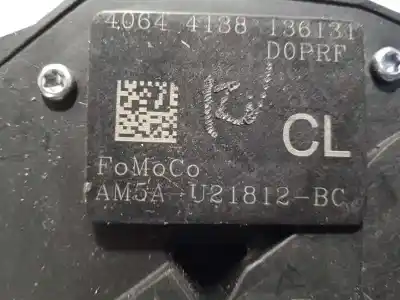 4064 4138 136131
D0PRF
CL
FoMoCo
AM5A-U21812-BC